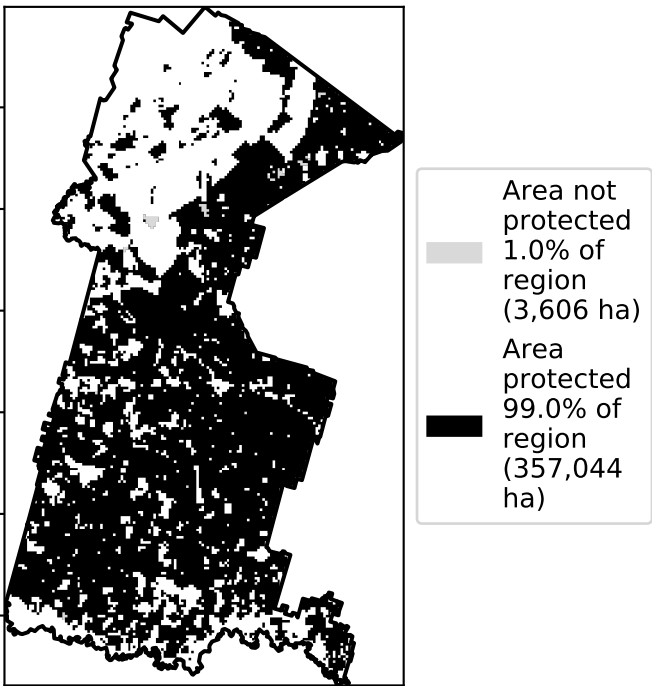 Area not
protected
1.0% of
region
(3,606 ha)
Area
protected
99.0% of
region
(357,044
ha)